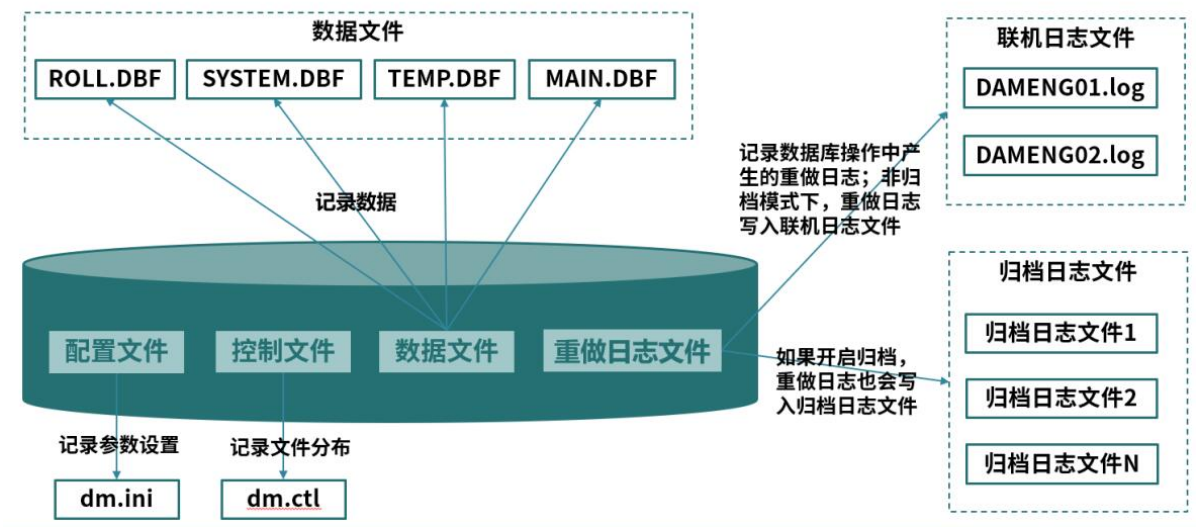 数据文件
ROLL.DBF
SYSTEM.DBF
TEMP.DBF
MAIN.DBF
联机日志文件
DAMENG01.log
DAMENG02.log
记录数据库操作中产
生的重做日志；非归
档模式下，重做日志
写入联机日志文件
记录数据
配置文件
控制文件
数据文件
重做日志文件
归档日志文件
归档日志文件1
归档日志文件2
归档日志文件N
如果开启归档，
重做日志也会写
入归档日志文件
记录参数设置
记录文件分布
dm.ini
dm.ctl